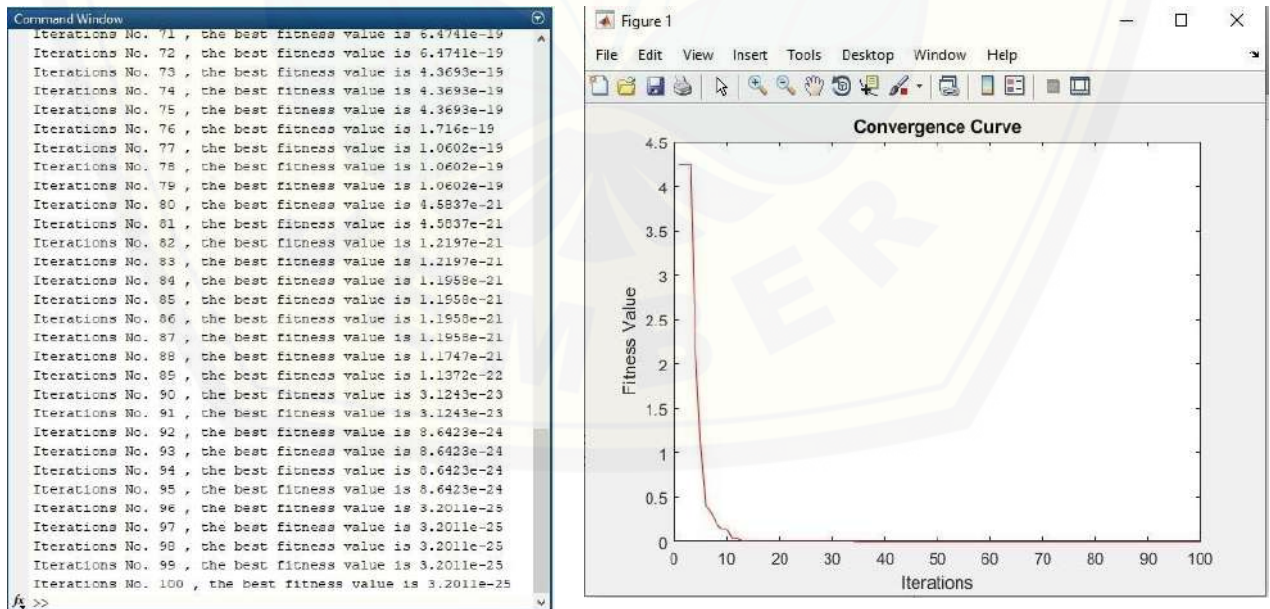 Command Window
Iterations No. 71 , the best fitness value is 6.4741e-19
Iterations No. 72 , the best fitness value is 6.4741e-19
Iterations No. 73 , the best fitness value is 4.3693e-19
Iterations No. 74 , the best fitness value is 4.3693e-19
Iterations No. 75 , the best fitness value is 4.3693e-19
Iterations No. 76 , the best fitness value is 1.716e-19
Iterations No. 77 , the best fitness value is 1.0602e-19
Iterations No. 78 , the best fitness value is 1.0602e-19
Iterations No. 79 , the best fitness value is 1.0602e-19
Iterations No. 80 , the best fitness value is 4.5837e-21
Iterations No. 81 , the best fitness value is 4.5837e-21
Iterations No. 82 , the best fitness value is 1.2197e-21
Iterations No. 83 , the best fitness value is 1.2197e-21
Iterations No. 84 , the best fitness value is 1.1958e-21
Iterations No. 85 , the best fitness value is 1.1958e-21
Iterations No. 86 , the best fitness value is 1.1958e-21
Iterations No. 87 , the best fitness value is 1.1958e-21
Iterations No. 88 , the best fitness value is 1.1747e-21
Iterations No. 89 , the best fitness value is 1.1372e-22
Iterations No. 90 , the best fitness value is 3.1243e-23
Iterations No. 91 , the best fitness value is 3.1243e-23
Iterations No. 92 , the best fitness value is 8.6423e-24
Iterations No. 93 , the best fitness value is 8.6423e-24
Iterations No. 94 , the best fitness value is 8.6423e-24
Iterations No. 95 , the best fitness value is 8.6423e-24
Iterations No. 96 , the best fitness value is 3.2011e-25
Iterations No. 97 , the best fitness value is 3.2011e-25
Iterations No. 98 , the best fitness value is 3.2011e-25
Iterations No. 99 , the best fitness value is 3.2011e-25
Iterations No. 100 , the best fitness value is 3.2011e-25
fx >>
Figure 1
File Edit View Insert Tools Desktop Window Help
Convergence Curve
4.5
4
3.5
3
2.5
2
1.5
1
0.5
0
Fitness Value
0 10 20 30 40 50 60 70 80 90 100
Iterations